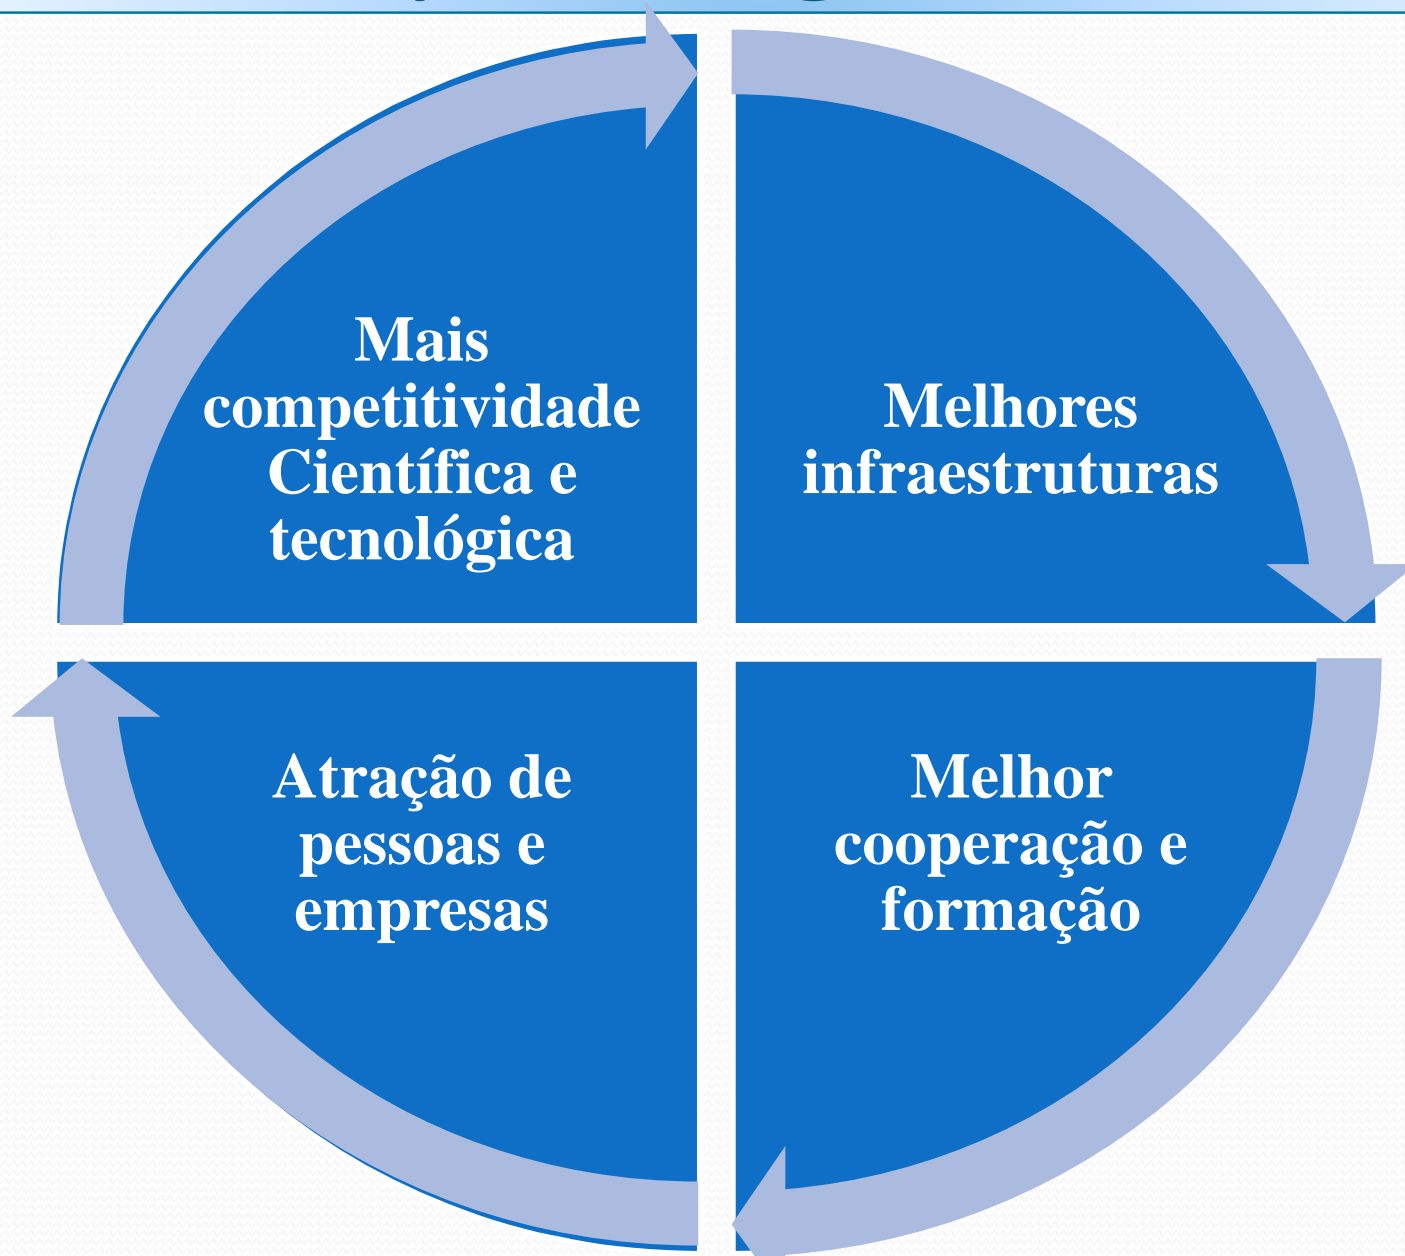 Mais
competitividade
Científica e
tecnológica
Melhores
infraestruturas
Atração de
pessoas e
empresas
Melhor
cooperação e
formação